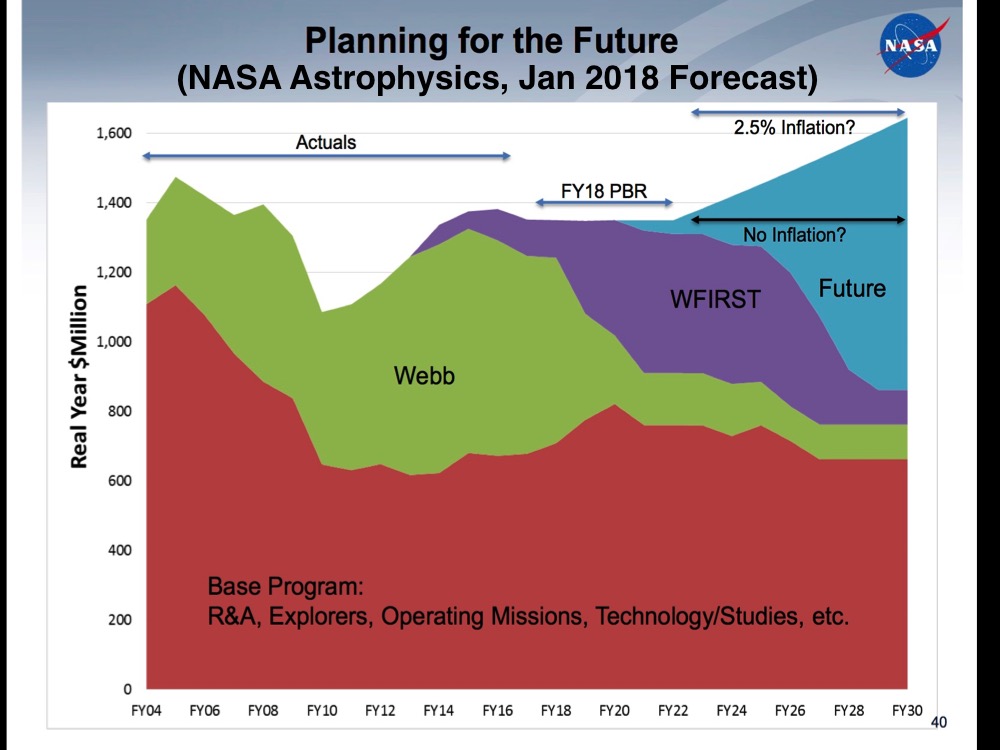 Planning for the Future
(NASA Astrophysics, Jan 2018 Forecast)
NASA
2.5% Inflation?
Actuals
FY18 PBR
No Inflation?
WFIRST
Future
Webb
Base Program:
R&A, Explorers, Operating Missions, Technology/Studies, etc.
Real Year $Million
1,600
1,400
1,200
1,000
800
600
400
200
0
FY04 FY06 FY08 FY10 FY12 FY14 FY16 FY18 FY20 FY22 FY24 FY26 FY28 FY30
40